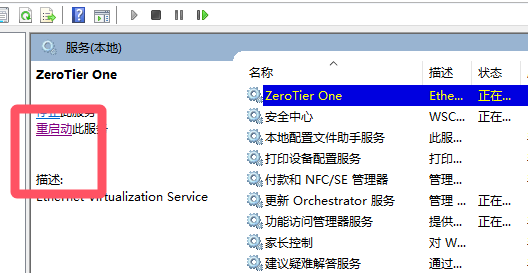 服务(本地)
ZeroTier One
停止此服务
重启动此服务
描述:
Ethernet Virtualization Service
名称 描述 状态
ZeroTier One Ethe... 正在...
安全中心 WSC... 正在...
本地配置文件助手服务 此服...
打印设备配置服务 打印...
付款和 NFC/SE 管理器 管理...
更新 Orchestrator 服务 管理... 正在...
功能访问管理器服务 提供... 正在...
家长控制 对 W...
建议疑难解答服务 通过...